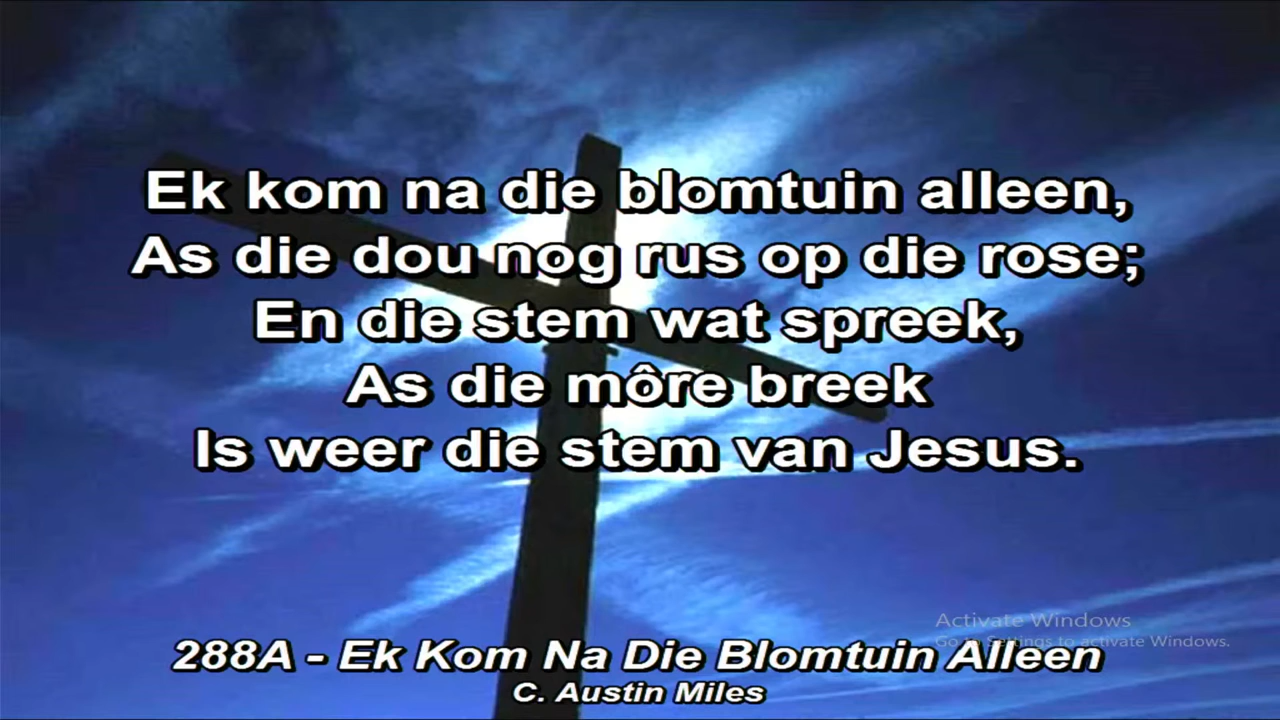 Ek kom na die blomtuin alleen,
As die dou nog rus op die rose;
En die stem wat spreek,
As die môre breek
Is weer die stem van Jesus.
Activate Windows
Go to Settings to activate Windows.
288A - Ek Kom Na Die Blomtuin Alleen
C. Austin Miles